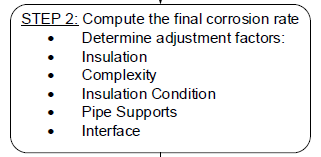 STEP 2: Compute the final corrosion rate
• Determine adjustment factors:
• Insulation
• Complexity
• Insulation Condition
• Pipe Supports
• Interface